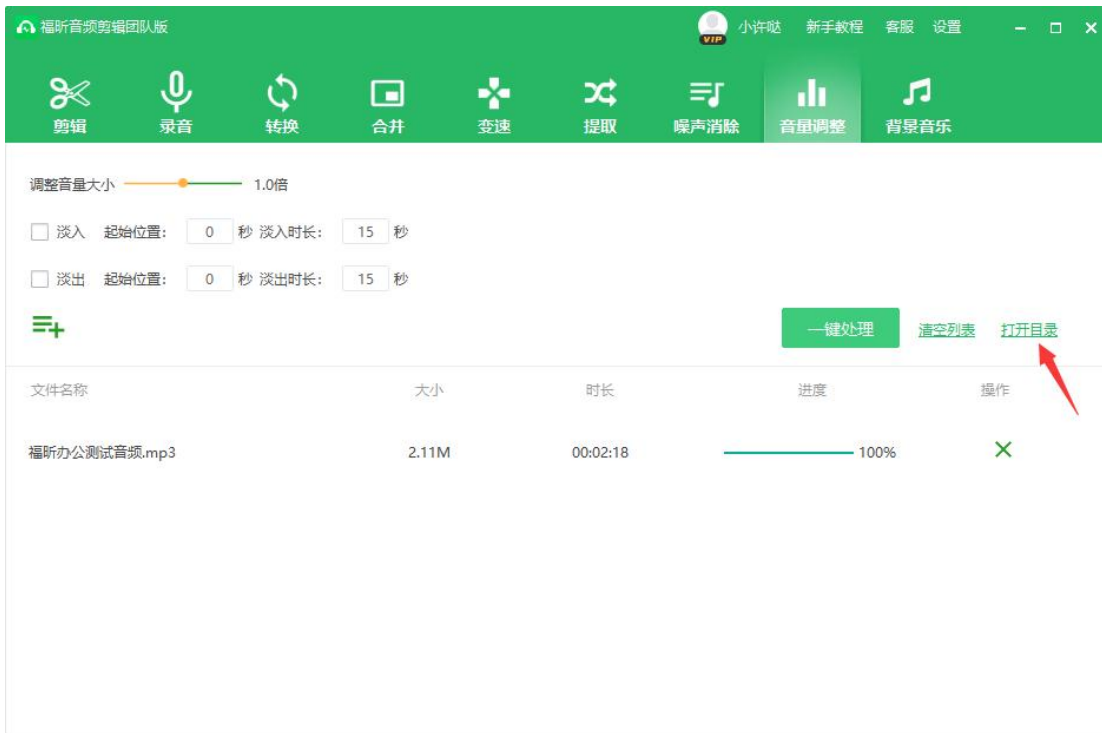 福昕音频剪辑团队版 VIP 小许哒 新手教程 客服 设置
剪辑 录音 转换 合并 变速 提取 噪声消除 音量调整 背景音乐
调整音量大小 1.0倍
淡入 起始位置： 0 秒 淡入时长： 15 秒
淡出 起始位置： 0 秒 淡出时长： 15 秒
一键处理 清空列表 打开目录
文件名称 大小 时长 进度 操作
福昕办公测试音频.mp3 2.11M 00:02:18 100%